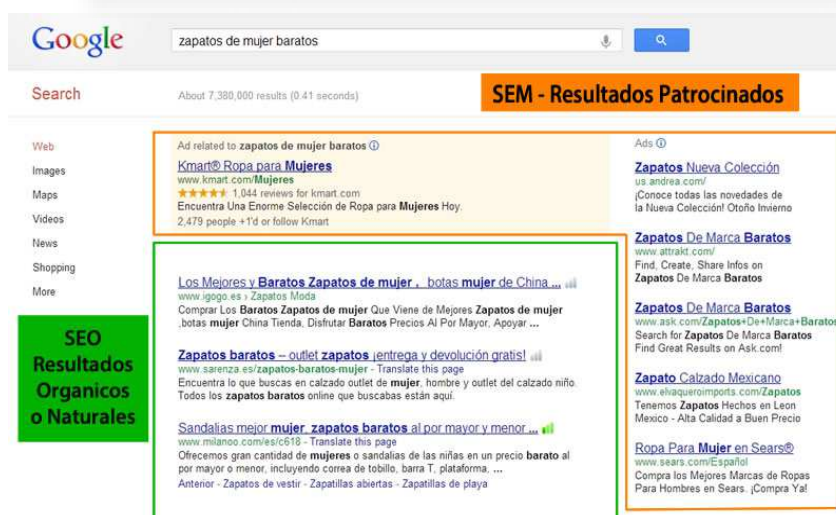 Google
zapatos de mujer baratos
Search
About 7,380,000 results (0.41 seconds)
SEM - Resultados Patrocinados
Web
Images
Maps
Videos
News
Shopping
More
SEO
Resultados
Organicos
o Naturales
Ad related to zapatos de mujer baratos
Kmart® Ropa para Mujeres
www.kmart.com/Mujeres
1,044 reviews for kmart.com
Encuentra Una Enorme Selección de Ropa para Mujeres Hoy.
2,479 people +1'd or follow Kmart
Los Mejores y Baratos Zapatos de mujer , botas mujer de China ...
www.igogo.es › Zapatos Moda
Comprar Los Baratos Zapatos de mujer Que Viene de Mejores Zapatos de mujer
,botas mujer China Tienda, Disfrutar Baratos Precios Al Por Mayor, Apoyar ...
Zapatos baratos – outlet zapatos ¡entrega y devolución gratis!
www.sarenza.es/zapatos-baratos-mujer - Translate this page
Encuentra lo que buscas en calzado outlet de mujer, hombre y outlet del calzado niño.
Todos los zapatos baratos online que buscabas están aquí.
Sandalias mejor mujer, zapatos baratos al por mayor y menor ...
www.milanoo.com/es/c618 - Translate this page
Ofrecemos gran cantidad de mujeres o sandalias de las niñas en un precio barato al
por mayor o menor, incluyendo correa de tobillo, barra T, plataforma, ...
Anterior - Zapatos de vestir - Zapatillas abiertas - Zapatillas de playa
Ads
Zapatos Nueva Colección
us.andrea.com/
¡Conoce todas las novedades de
la Nueva Colección! Otoño Invierno
Zapatos De Marca Baratos
www.attrakt.com/
Find, Create, Share Infos on
Zapatos De Marca Baratos
Zapatos De Marca Baratos
www.ask.com/Zapatos+De+Marca+Baratos
Search for Zapatos De Marca Baratos
Find Great Results on Ask.com!
Zapato Calzado Mexicano
www.elvaqueroimports.com/Zapatos
Tenemos Zapatos Hechos en Leon
Mexico - Alta Calidad a Buen Precio
Ropa Para Mujer en Sears®
www.sears.com/Español
Compra los Mejores Marcas de Ropas
Para Hombres en Sears. ¡Compra Ya!